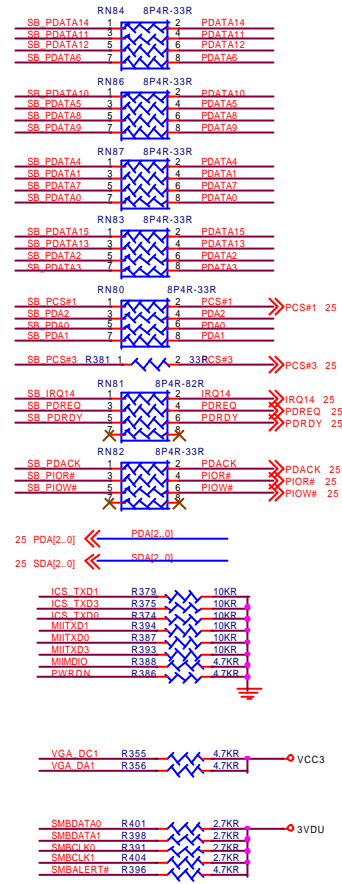 RN84 8P4R-33R
SB_PDATA14 1 2 PDATA14
SB_PDATA11 3 4 PDATA11
SB_PDATA12 5 6 PDATA12
SB_PDATA6 7 8 PDATA6
RN86 8P4R-33R
SB_PDATA10 1 2 PDATA10
SB_PDATA5 3 4 PDATA5
SB_PDATA8 5 6 PDATA8
SB_PDATA9 7 8 PDATA9
RN87 8P4R-33R
SB_PDATA4 1 2 PDATA4
SB_PDATA1 3 4 PDATA1
SB_PDATA7 5 6 PDATA7
SB_PDATA0 7 8 PDATA0
RN83 8P4R-33R
SB_PDATA15 1 2 PDATA15
SB_PDATA13 3 4 PDATA13
SB_PDATA2 5 6 PDATA2
SB_PDATA3 7 8 PDATA3
RN80 8P4R-33R
SB_PCS#1 1 2 PCS#1 PCS#1 25
SB_PDA2 3 4 PDA2
SB_PDA0 5 6 PDA0
SB_PDA1 7 8 PDA1
SB_PCS#3 R381 1 2 33R PCS#3 PCS#3 25
RN81 8P4R-82R
SB_IRQ14 1 2 IRQ14 IRQ14 25
SB_PDREQ 3 4 PDREQ PDREQ 25
SB_PDRDY 5 6 PDRDY PDRDY 25
7 8
RN82 8P4R-33R
SB_PDACK 1 2 PDACK PDACK 25
SB_PIOR# 3 4 PIOR# PIOR# 25
SB_PIOW# 5 6 PIOW# PIOW# 25
7 8
25 PDA[2..0] PDA[2..0]
25 SDA[2..0] SDA[2..0]
ICS_TXD1 R379 10KR
ICS_TXD3 R375 10KR
ICS_TXD0 R374 10KR
MIITXD1 R394 10KR
MIITXD0 R387 10KR
MIITXD3 R393 10KR
MIIMDIO R388 4.7KR
PWRDN R386 4.7KR
VGA_DC1 R355 4.7KR VCC3
VGA_DA1 R356 4.7KR
SMBDATA0 R401 2.7KR 3VDU
SMBDATA1 R398 2.7KR
SMBCLK0 R391 2.7KR
SMBCLK1 R404 2.7KR
SMBALERT# R396 4.7KR